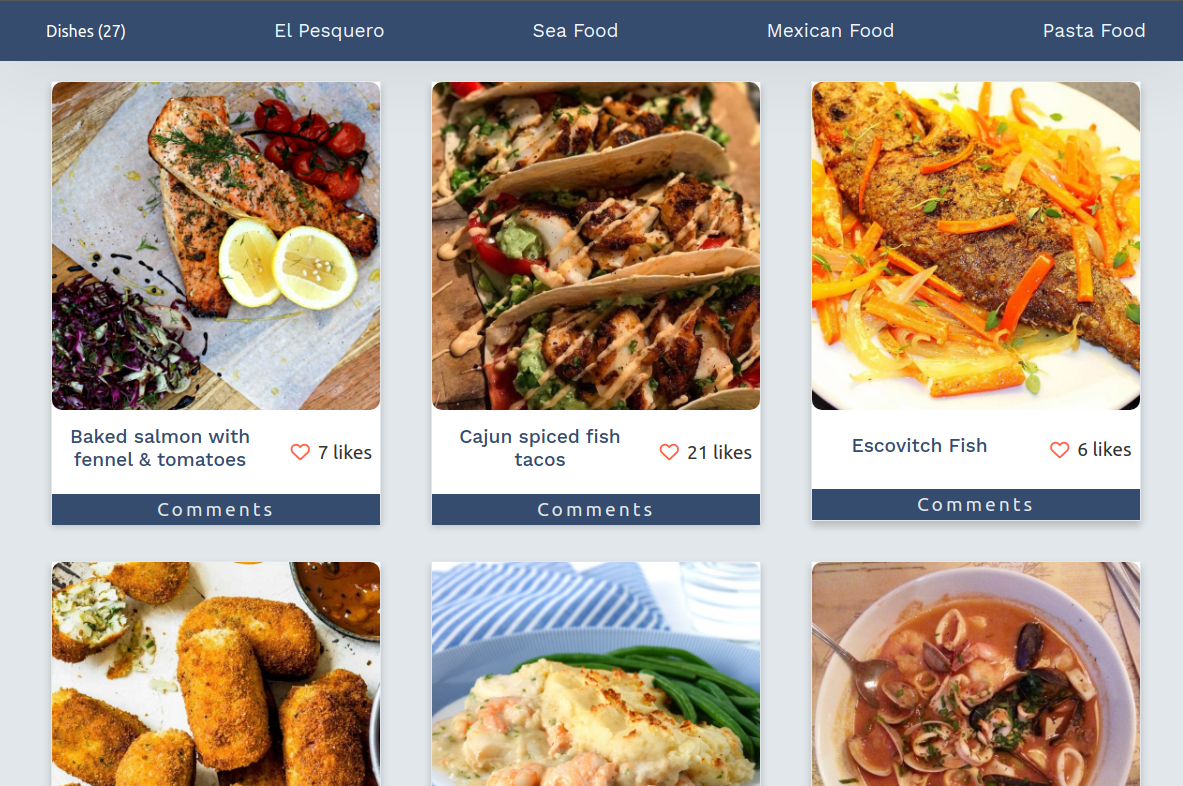 Dishes (27) El Pesquero Sea Food Mexican Food Pasta Food
Baked salmon with
fennel & tomatoes
7 likes
Comments
Cajun spiced fish
tacos
21 likes
Comments
Escovitch Fish
6 likes
Comments